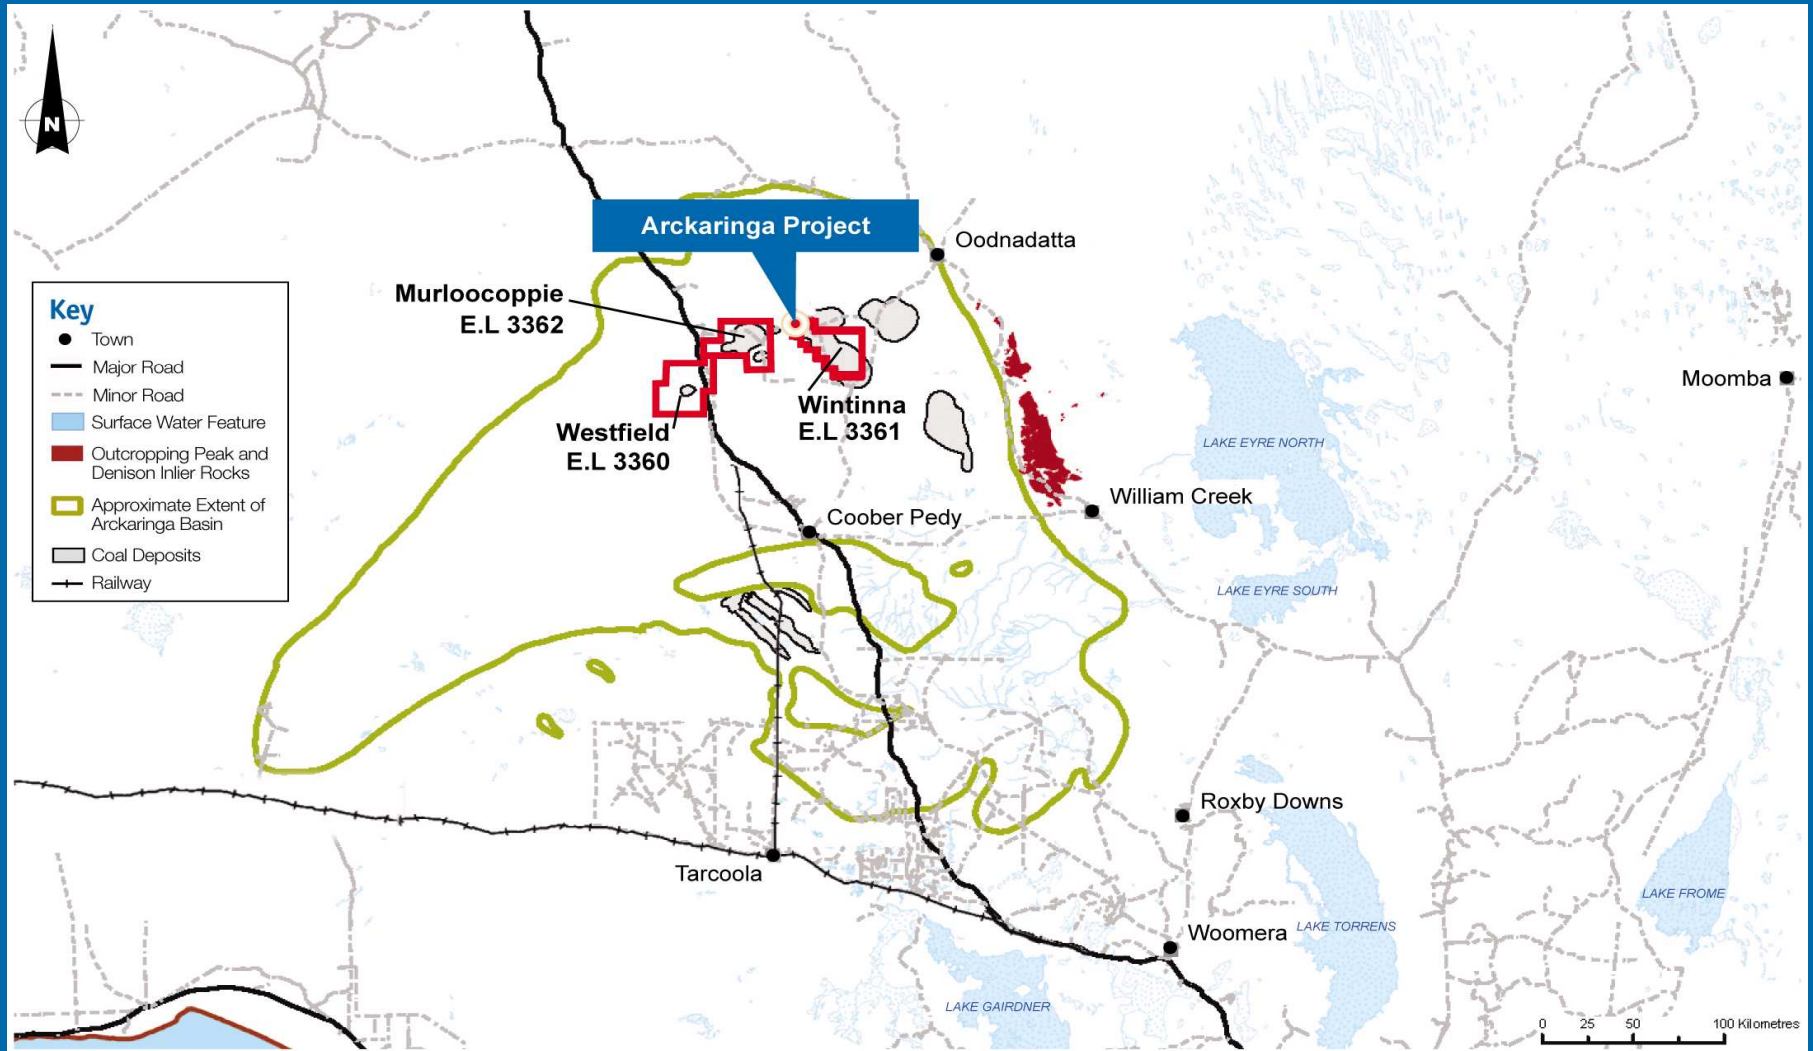 N
Arckaringa Project
Oodnadatta
Murloocoppie
E.L 3362
Key
Town
Major Road
Minor Road
Surface Water Feature
Outcropping Peak and
Denison Inlier Rocks
Approximate Extent of
Arckaringa Basin
Coal Deposits
Railway
Moomba
Wintinna
E.L 3361
Westfield
E.L 3360
LAKE EYRE NORTH
William Creek
Coober Pedy
LAKE EYRE SOUTH
Roxby Downs
Tarcoola
LAKE FROME
Woomera
LAKE TORRENS
LAKE GAIRDNER
0 25 50 100 Kilometres